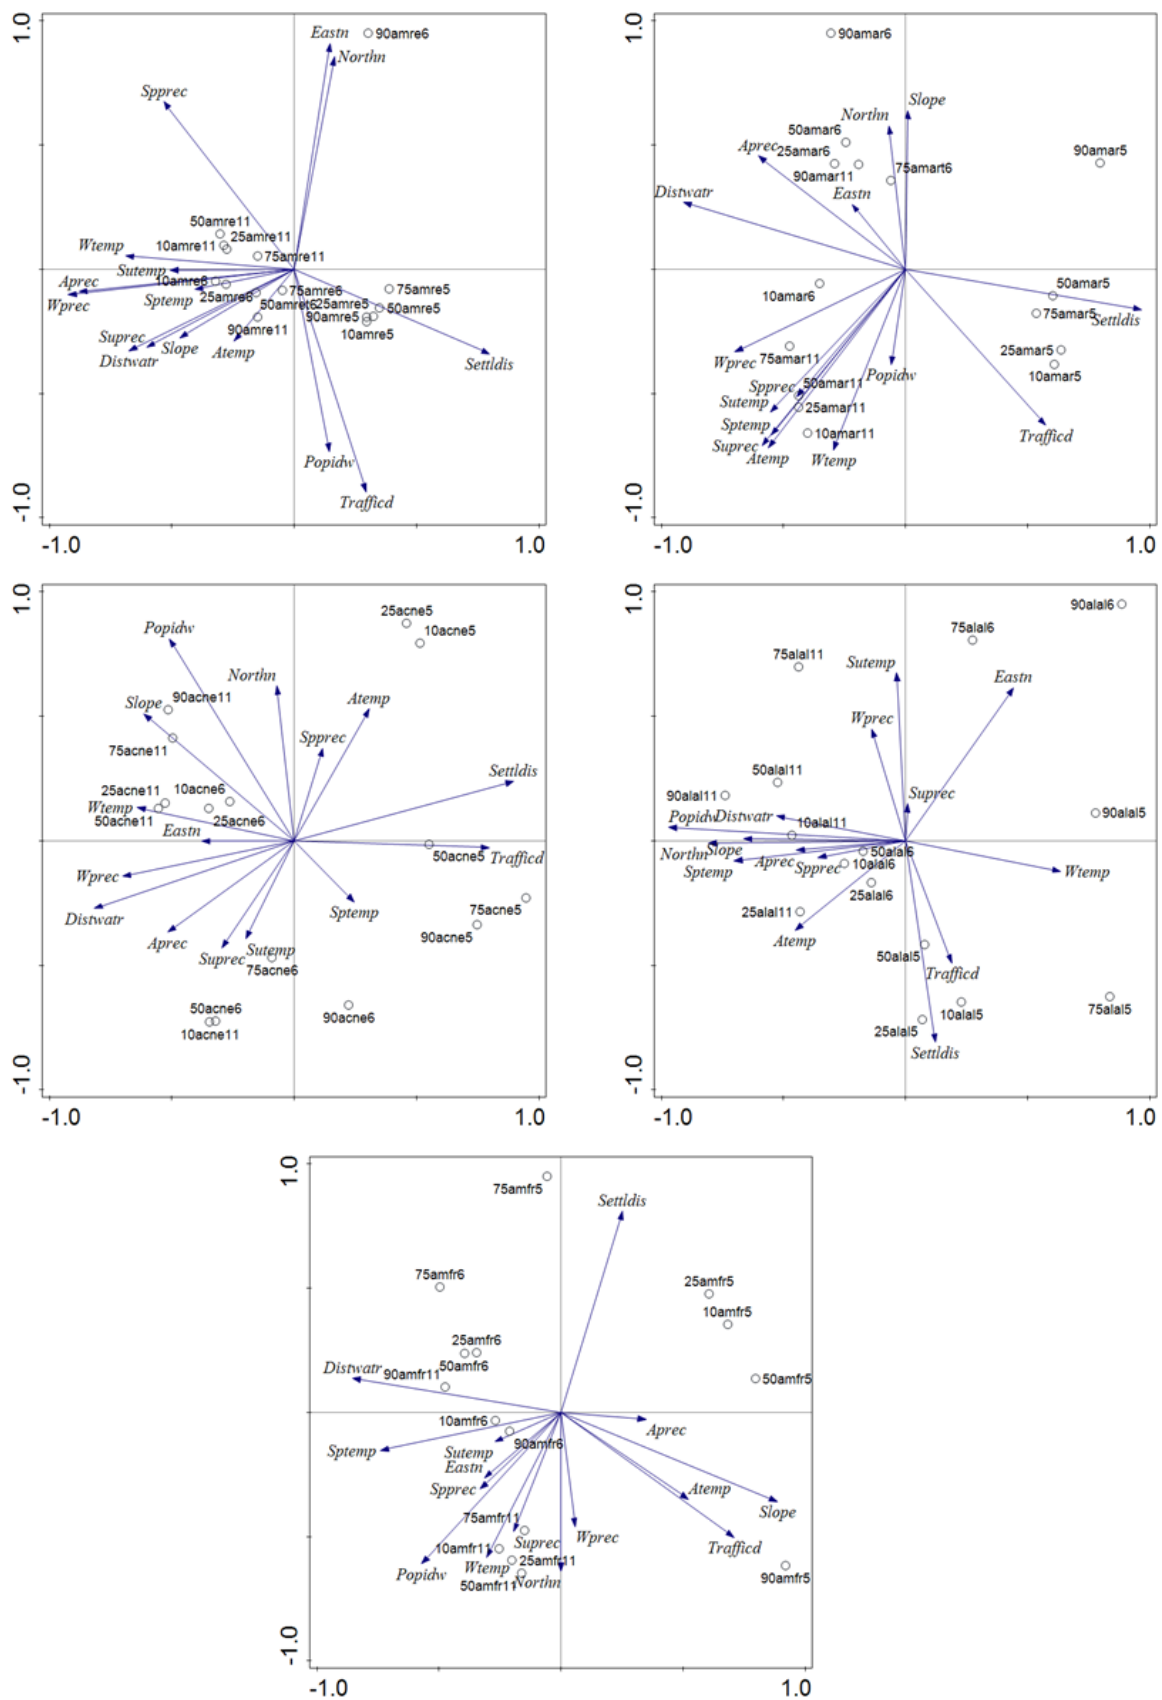 1.0
Eastn
90amre6
Northn
Spprec
50amre11
10amre11
25amre11
Wtemp
75amre11
Sutemp
Aprec
10amre6
Wprec
Sptemp
25amre6
75amre6
50amret6
25amre5
75amre5
50amre5
90amre5
10amre5
90amre11
Suprec
Distwatr
Slope
Atemp
Settldis
Popidw
Trafficd
-1.0
-1.0
1.0
1.0
90amar6
Slope
Northn
50amar6
Aprec
25amar6
90amar5
90amar11
75amart6
Distwatr
Eastn
10amar6
50amar5
75amar5
Settldis
25amar5
10amar5
Wprec
75amar11
Popidw
Spprec
50amar11
Sutemp
25amar11
Sptemp
10amar11
Suprec
Atemp
Wtemp
Trafficd
-1.0
-1.0
1.0
1.0
25acne5
10acne5
Popidw
Northn
90acne11
Slope
Atemp
75acne11
Spprec
Settldis
25acne11
10acne6
Wtemp
50acne11
25acne6
Eastn
50acne5
Trafficd
Wprec
75acne5
Distwatr
Sptemp
90acne5
Aprec
Suprec
Sutemp
75acne6
50acne6
10acne11
90acne6
-1.0
-1.0
1.0
1.0
90alal6
75alal6
75alal11
Sutemp
Eastn
Wprec
50alal11
90alal11
Suprec
90alal5
Popidw
Distwatr
10alal11
Northn
Slope
50alal6
Sptemp
Aprec
Spprec
10alal6
Wtemp
25alal6
25alal11
Atemp
50alal5
Trafficd
10alal5
75alal5
25alal5
Settldis
-1.0
-1.0
1.0
1.0
75amfr5
Settldis
75amfr6
25amfr5
10amfr5
25amfr6
50amfr6
Distwatr
90amfr11
50amfr5
10amfr6
Aprec
Sptemp
Sutemp
90amfr6
Eastn
Spprec
Atemp
Slope
75amfr11
Suprec
Wprec
Trafficd
10amfr11
25amfr11
Popidw
Wtemp
50amfr11
Northn
90amfr5
-1.0
-1.0
1.0